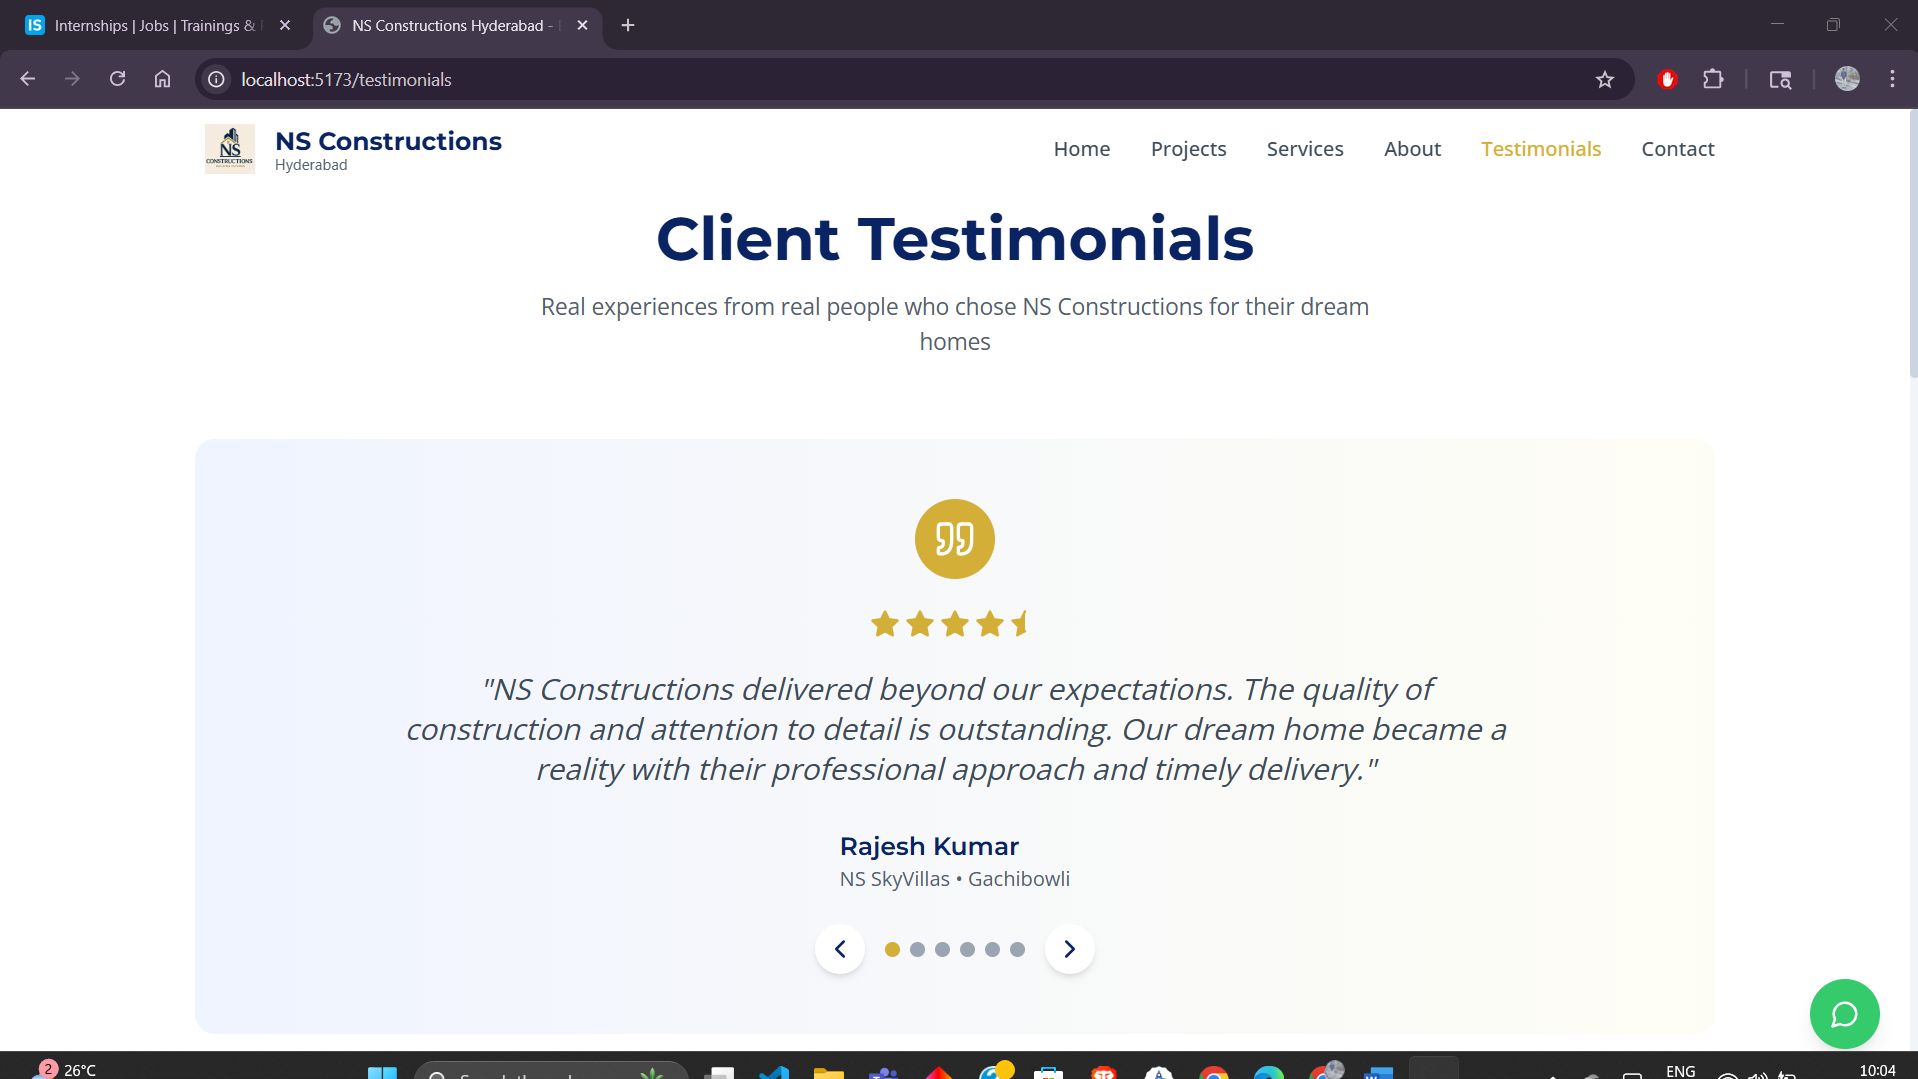 IS Internships | Jobs | Trainings &
NS Constructions Hyderabad -
localhost:5173/testimonials
NS
CONSTRUCTIONS
NS Constructions
Hyderabad
Home Projects Services About Testimonials Contact
Client Testimonials
Real experiences from real people who chose NS Constructions for their dream
homes
"NS Constructions delivered beyond our expectations. The quality of
construction and attention to detail is outstanding. Our dream home became a
reality with their professional approach and timely delivery."
Rajesh Kumar
NS SkyVillas • Gachibowli
2 26°C
ENG
10:04